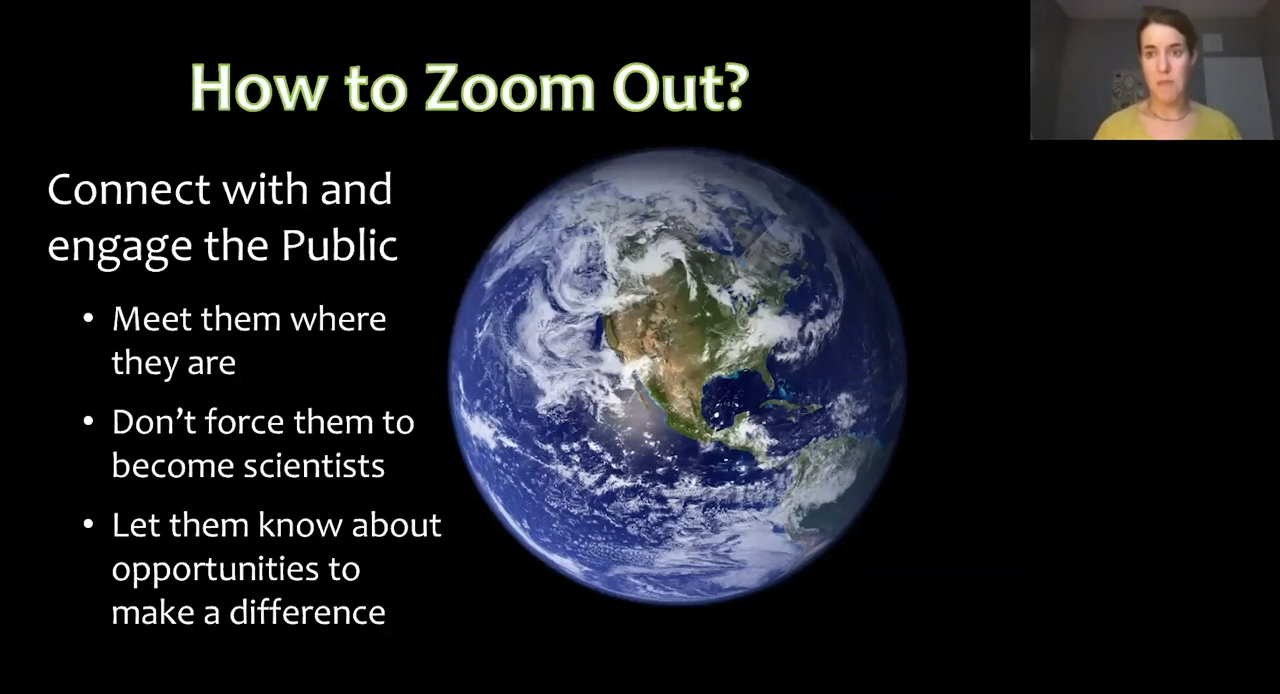 How to Zoom Out?
Connect with and
engage the Public
• Meet them where
they are
• Don’t force them to
become scientists
• Let them know about
opportunities to
make a difference